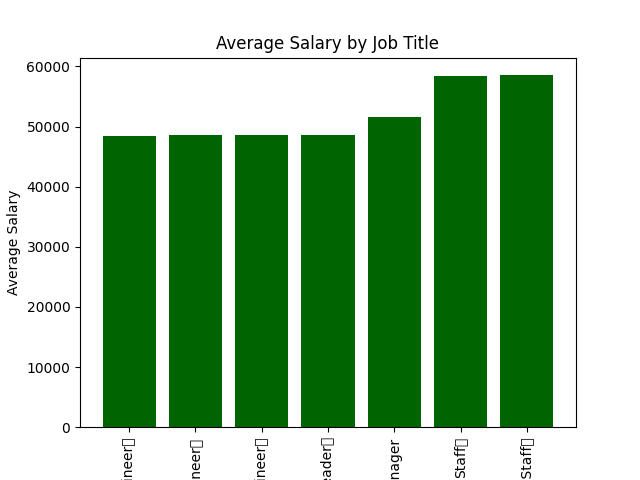 Average Salary by Job Title
60000
50000
40000
30000
20000
10000
0
Average Salary
ineer
neer
ineer
eader
nager
Staff
Staff